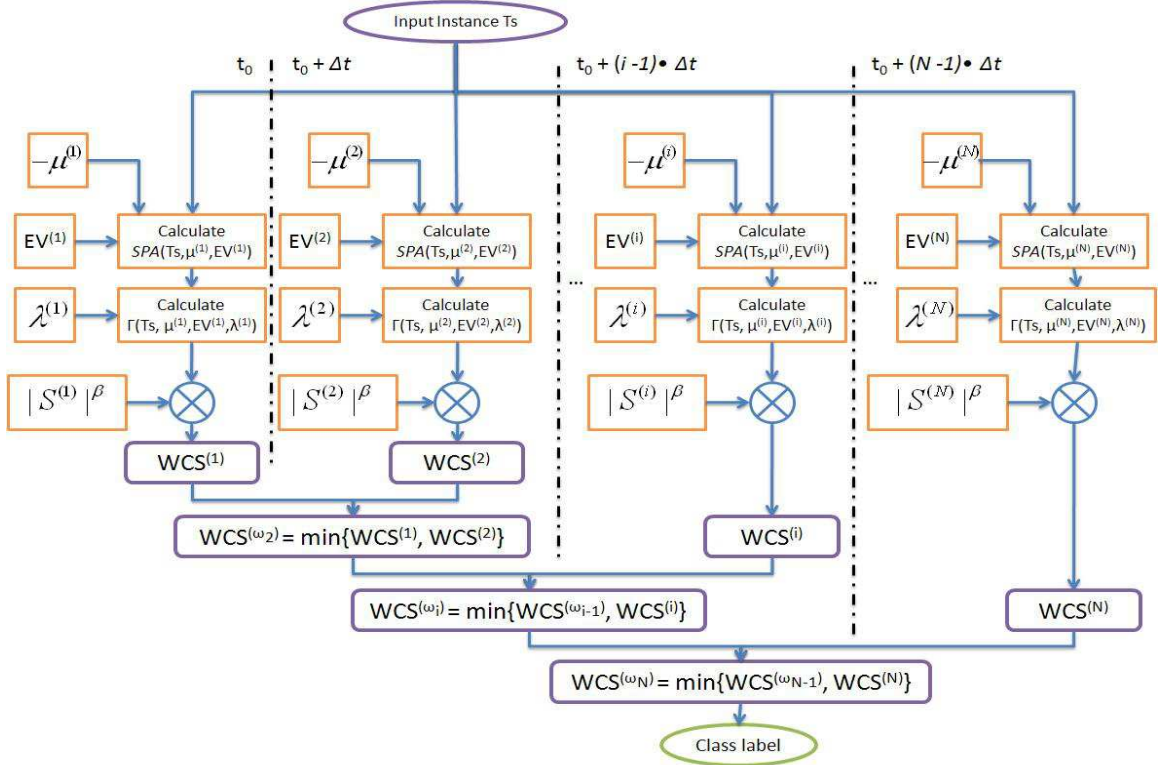 Input Instance Ts
t₀
t₀ + Δt
t₀ + (i -1)• Δt
t₀ + (N -1)• Δt
−μ⁽¹⁾
−μ⁽²⁾
−μ⁽ⁱ⁾
−μ⁽ᴺ⁾
EV⁽¹⁾
Calculate
SPA(Ts,μ⁽¹⁾,EV⁽¹⁾)
EV⁽²⁾
Calculate
SPA(Ts,μ⁽²⁾,EV⁽²⁾)
EV⁽ⁱ⁾
Calculate
SPA(Ts,μ⁽ⁱ⁾,EV⁽ⁱ⁾)
EV⁽ᴺ⁾
Calculate
SPA(Ts,μ⁽ᴺ⁾,EV⁽ᴺ⁾)
...
...
λ⁽¹⁾
Calculate
Γ(Ts, μ⁽¹⁾,EV⁽¹⁾,λ⁽¹⁾)
λ⁽²⁾
Calculate
Γ(Ts, μ⁽²⁾,EV⁽²⁾,λ⁽²⁾)
λ⁽ⁱ⁾
Calculate
Γ(Ts, μ⁽ⁱ⁾,EV⁽ⁱ⁾,λ⁽ⁱ⁾)
λ⁽ᴺ⁾
Calculate
Γ(Ts, μ⁽ᴺ⁾,EV⁽ᴺ⁾,λ⁽ᴺ⁾)
| S⁽¹⁾ |ᵝ
| S⁽²⁾ |ᵝ
| S⁽ⁱ⁾ |ᵝ
| S⁽ᴺ⁾ |ᵝ
WCS⁽¹⁾
WCS⁽²⁾
WCS^(ω₂) = min{WCS⁽¹⁾, WCS⁽²⁾}
WCS⁽ⁱ⁾
WCS^(ωᵢ) = min{WCS^(ωᵢ₋₁), WCS⁽ⁱ⁾}
WCS⁽ᴺ⁾
WCS^(ω_N) = min{WCS^(ω_N-1), WCS⁽ᴺ⁾}
Class label